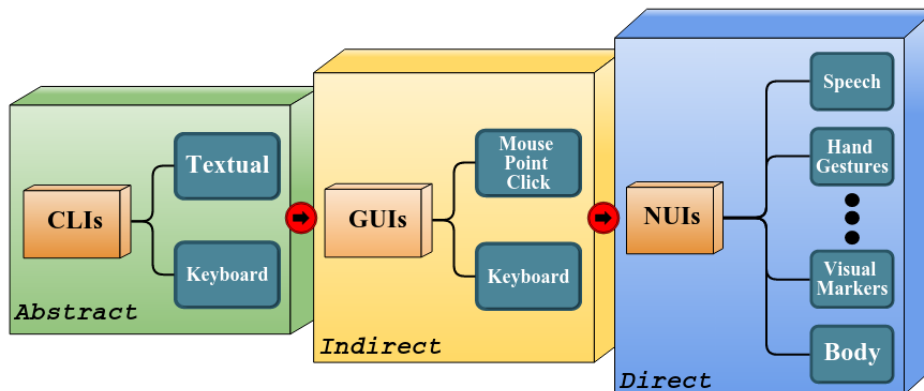 CLIs
Textual
Keyboard
Abstract
GUIs
Mouse
Point
Click
Keyboard
Indirect
NUIs
Speech
Hand
Gestures
Visual
Markers
Body
Direct